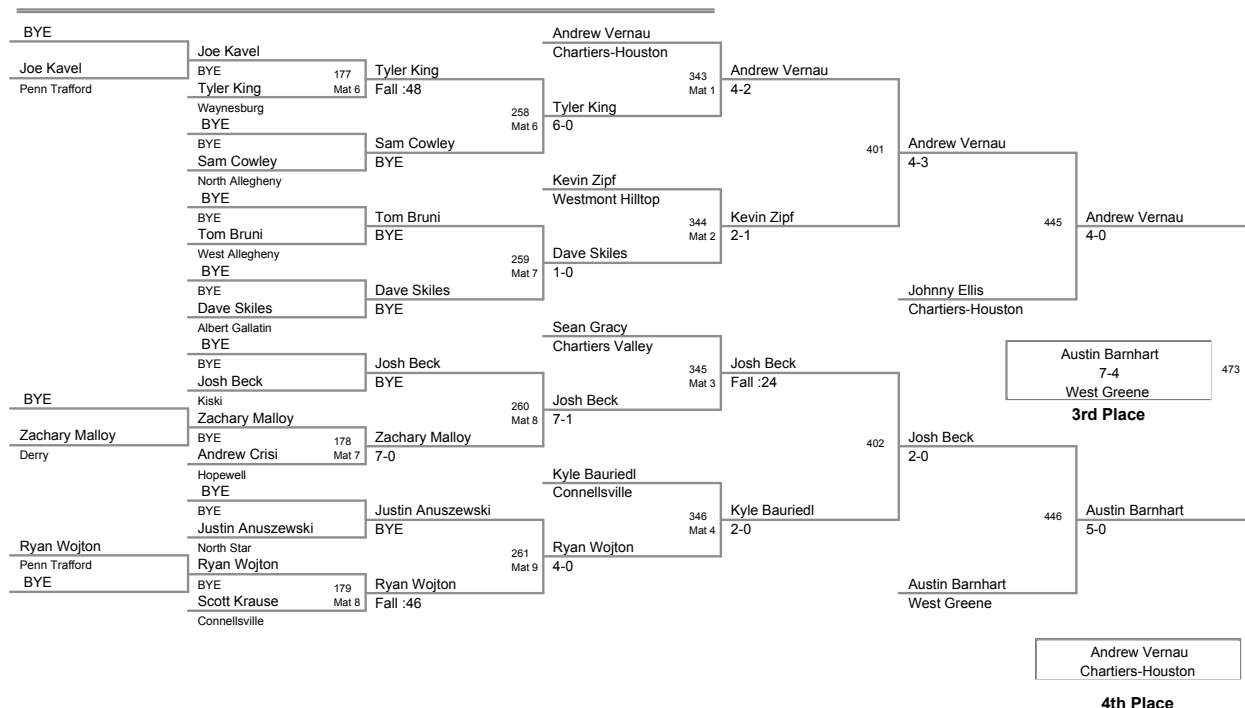 BYE
Joe Kavel
Penn Trafford
BYE
Zachary Malloy
Derry
Ryan Wojton
Penn Trafford
BYE
Joe Kavel
BYE
177
Tyler King
Mat 6
Waynesburg
BYE
BYE
Sam Cowley
North Allegheny
BYE
BYE
Tom Bruni
West Allegheny
BYE
BYE
Dave Skiles
Albert Gallatin
BYE
BYE
Josh Beck
Kiski
Zachary Malloy
BYE
178
Andrew Crisi
Mat 7
Hopewell
BYE
BYE
Justin Anuszewski
North Star
Ryan Wojton
BYE
179
Scott Krause
Mat 8
Connellsville
Tyler King
Fall :48
258
Mat 6
Sam Cowley
BYE
Tom Bruni
BYE
259
Mat 7
Dave Skiles
BYE
Josh Beck
BYE
260
Mat 8
Zachary Malloy
7-0
Justin Anuszewski
BYE
261
Mat 9
Ryan Wojton
Fall :46
Andrew Vernau
Chartiers-Houston
343
Mat 1
Tyler King
6-0
Kevin Zipf
Westmont Hilltop
344
Mat 2
Dave Skiles
1-0
Sean Gracy
Chartiers Valley
345
Mat 3
Josh Beck
7-1
Kyle Bauriedl
Connellsville
346
Mat 4
Ryan Wojton
4-0
Andrew Vernau
4-2
401
Kevin Zipf
2-1
Josh Beck
Fall :24
402
Kyle Bauriedl
2-0
Andrew Vernau
4-3
445
Johnny Ellis
Chartiers-Houston
Josh Beck
2-0
446
Austin Barnhart
West Greene
Andrew Vernau
4-0
Austin Barnhart
7-4
473
West Greene
3rd Place
Austin Barnhart
5-0
Andrew Vernau
Chartiers-Houston
4th Place